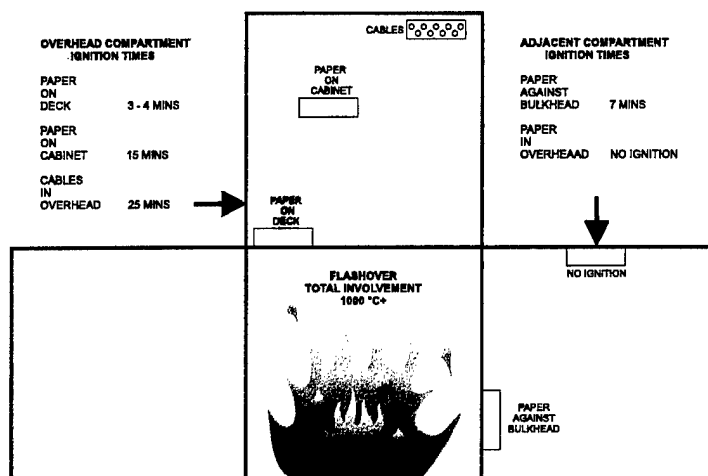 OVERHEAD COMPARTMENT
IGNITION TIMES
PAPER
ON
DECK 3 - 4 MINS
PAPER
ON
CABINET 15 MINS
CABLES
IN
OVERHEAD 25 MINS
CABLES
PAPER
ON
CABINET
PAPER
ON
DECK
ADJACENT COMPARTMENT
IGNITION TIMES
PAPER
AGAINST
BULKHEAD 7 MINS
PAPER
IN
OVERHEAAD NO IGNITION
NO IGNITION
FLASHOVER
TOTAL INVOLVEMENT
1090 °C+
PAPER
AGAINST
BULKHEAD